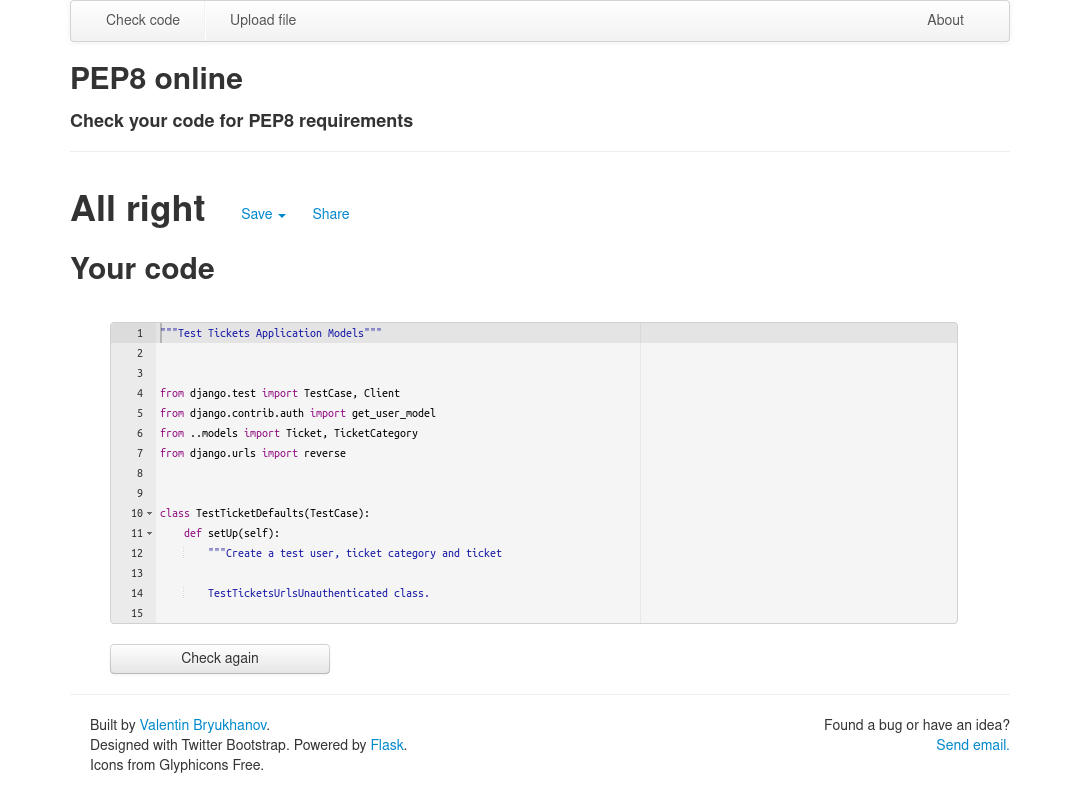 Check code Upload file About
PEP8 online
Check your code for PEP8 requirements
All right Save Share
Your code
1 """Test Tickets Application Models"""
2
3
4 from django.test import TestCase, Client
5 from django.contrib.auth import get_user_model
6 from ..models import Ticket, TicketCategory
7 from django.urls import reverse
8
9
10 class TestTicketDefaults(TestCase):
11 def setUp(self):
12 """Create a test user, ticket category and ticket
13
14 TestTicketsUrlsUnauthenticated class.
15
Check again
Built by Valentin Bryukhanov. Found a bug or have an idea?
Designed with Twitter Bootstrap. Powered by Flask. Send email.
Icons from Glyphicons Free.